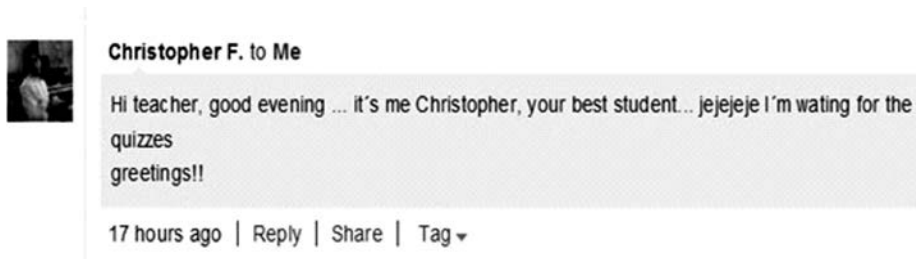 Christopher F. to Me
Hi teacher, good evening ... it´s me Christopher, your best student... jejejeje I´m wating for the
quizzes
greetings!!
17 hours ago | Reply | Share | Tag